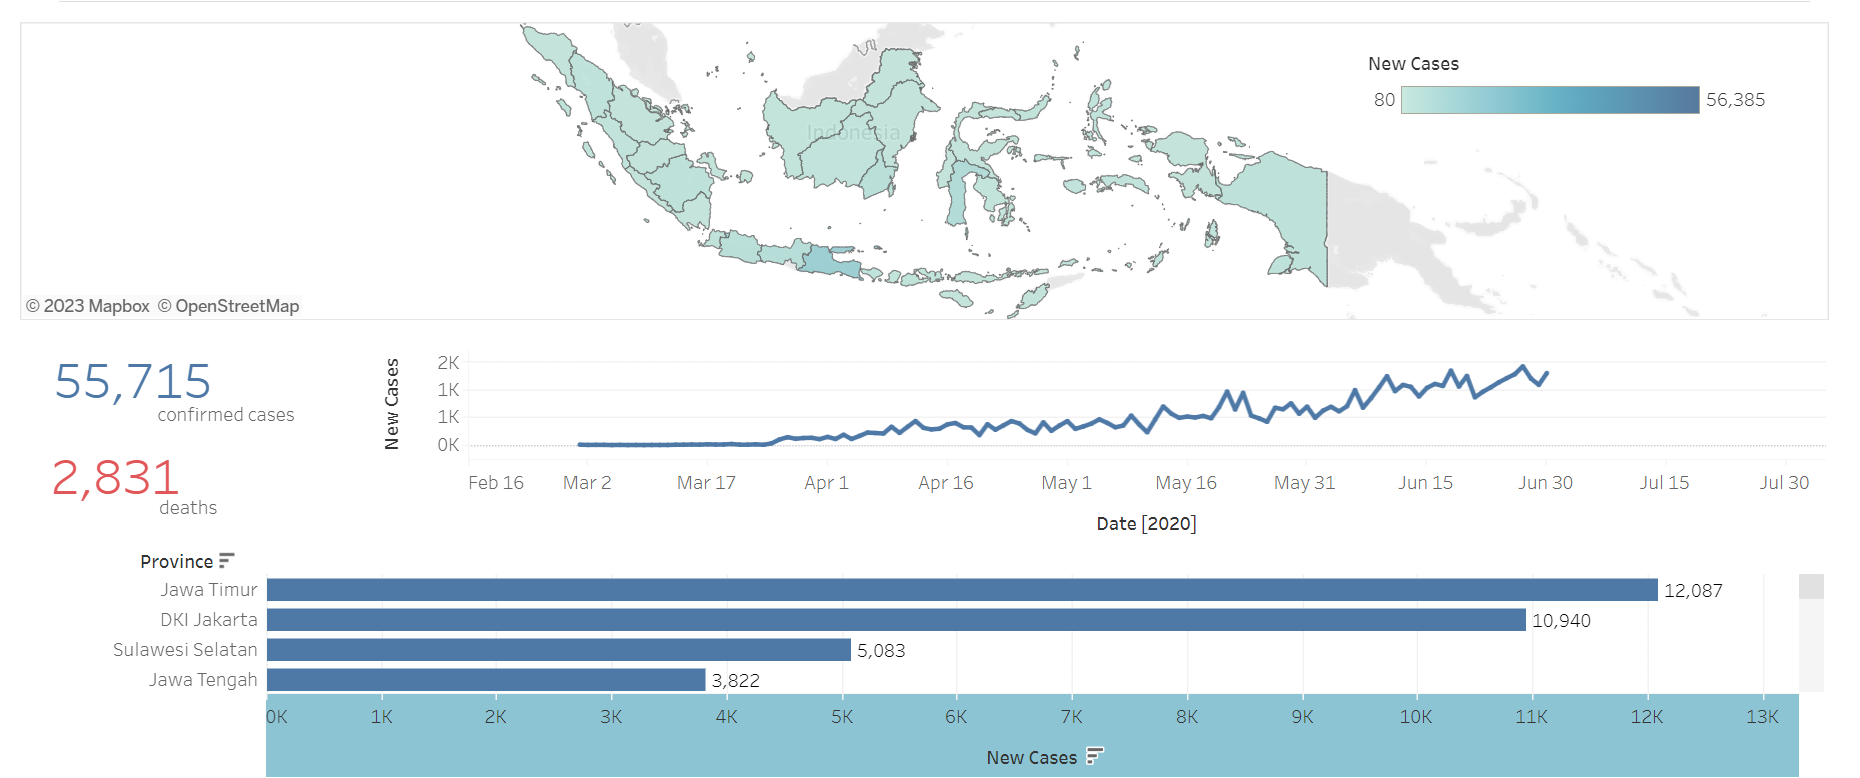 Indonesia
New Cases
80 56,385
© 2023 Mapbox © OpenStreetMap
55,715
confirmed cases
2,831
deaths
New Cases
2K
1K
1K
0K
Feb 16 Mar 2 Mar 17 Apr 1 Apr 16 May 1 May 16 May 31 Jun 15 Jun 30 Jul 15 Jul 30
Date [2020]
Province
Jawa Timur 12,087
DKI Jakarta 10,940
Sulawesi Selatan 5,083
Jawa Tengah 3,822
0K 1K 2K 3K 4K 5K 6K 7K 8K 9K 10K 11K 12K 13K
New Cases